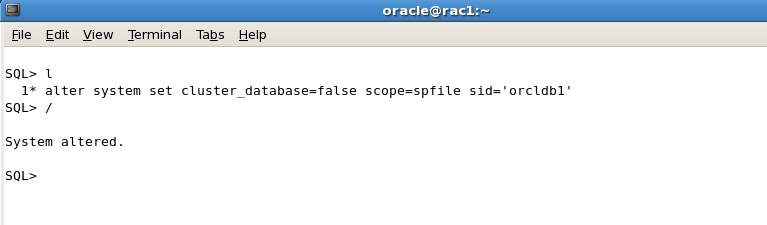 oracle@rac1:~
File Edit View Terminal Tabs Help
SQL> l
1* alter system set cluster_database=false scope=spfile sid='orcldb1'
SQL> /
System altered.
SQL>